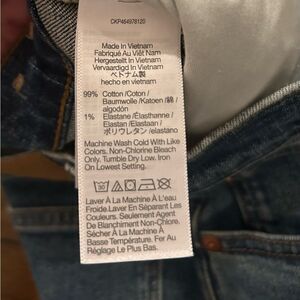 CKP464978120
Made In Vietnam
Fabriqué Au Việt Nam
Hergestellt In Vietnam
Vervaardigd In Vietnam
ベトナム製
hecho en vietnam
99% Cotton /Coton /
Baumwolle /Katoen /綿 /
algodón
1% Elastane /Élasthanne /
Elastan /Elastaan /
ポリウレタン /elastano
Machine Wash Cold With Like
Colors. Non-Chlorine Bleach
Only. Tumble Dry Low. Iron
On Lowest Setting.
30
Laver À La Machine À L'eau
Froide.Laver En Séparant Les
Couleurs. Seulement Agent
De Blanchiment Non-Chlore.
Sécher À La Machine À
Basse Température. Fer Au
Réglage Le Plus Bas.